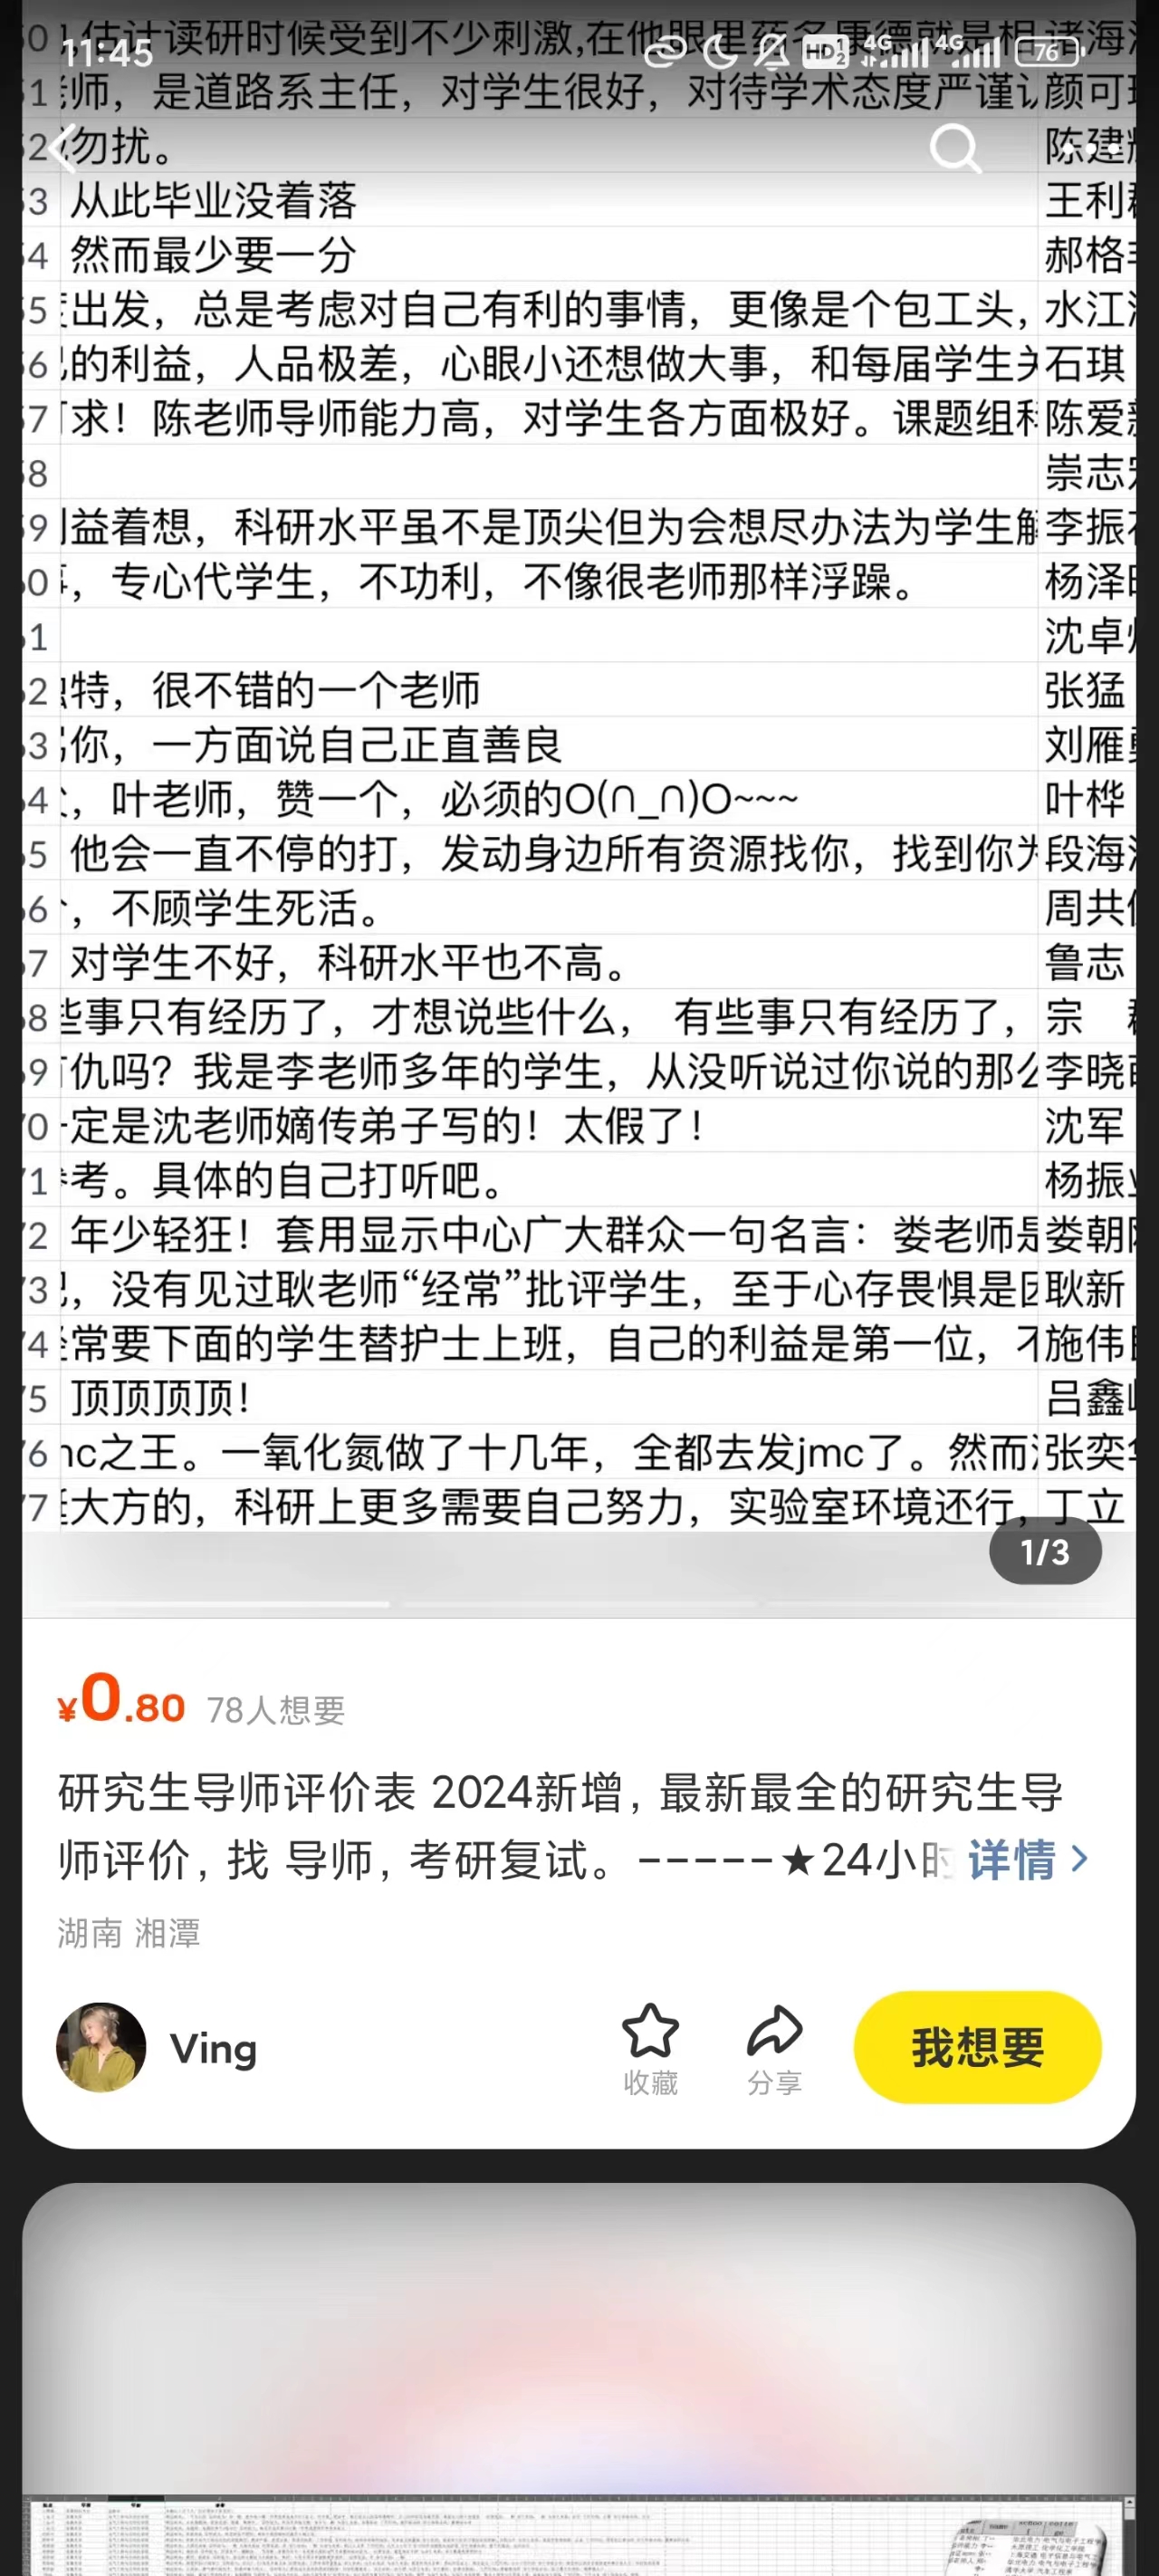 11:45 HD 4G 4G 76
估计读研时候受到不少刺激,在他眼里药名康德就是相 诸海
师，是道路系主任，对学生很好，对待学术态度严谨 颜可
勿扰。 陈建
3 从此毕业没着落 王利
4 然而最少要一分 郝格
5 出发，总是考虑对自己有利的事情，更像是个包工头， 水江
6 的利益，人品极差，心眼小还想做大事，和每届学生 石琪
7 求！陈老师导师能力高，对学生各方面极好。课题组 陈爱
8 崇志
9 益着想，科研水平虽不是顶尖但为会想尽办法为学生 李振
0 ，专心代学生，不功利，不像很老师那样浮躁。 杨泽
1 沈卓
2 特，很不错的一个老师 张猛
3 你，一方面说自己正直善良 刘雁
4 ，叶老师，赞一个，必须的O(∩_∩)O~~~ 叶桦
5 他会一直不停的打，发动身边所有资源找你，找到你 段海
6 ，不顾学生死活。 周共
7 对学生不好，科研水平也不高。 鲁志
8 些事只有经历了，才想说些什么， 有些事只有经历了， 宗
9 仇吗？我是李老师多年的学生，从没听说过你说的那么 李晓
0 一定是沈老师嫡传弟子写的！太假了！ 沈军
1 考。具体的自己打听吧。 杨振
2 年少轻狂！套用显示中心广大群众一句名言：娄老师是 娄朝
3 ，没有见过耿老师“经常”批评学生，至于心存畏惧是因 耿新
4 常要下面的学生替护士上班，自己的利益是第一位，不 施伟
5 顶顶顶顶！ 吕鑫
6 mc之王。一氧化氮做了十几年，全都去发jmc了。然而 张奕
7 大方的，科研上更多需要自己努力，实验室环境还行， 丁立
1/3
¥0.80 78人想要
研究生导师评价表 2024新增，最新最全的研究生导
师评价，找 导师，考研复试。-----★24小时 详情 >
湖南 湘潭
Ving 收藏 分享 我想要